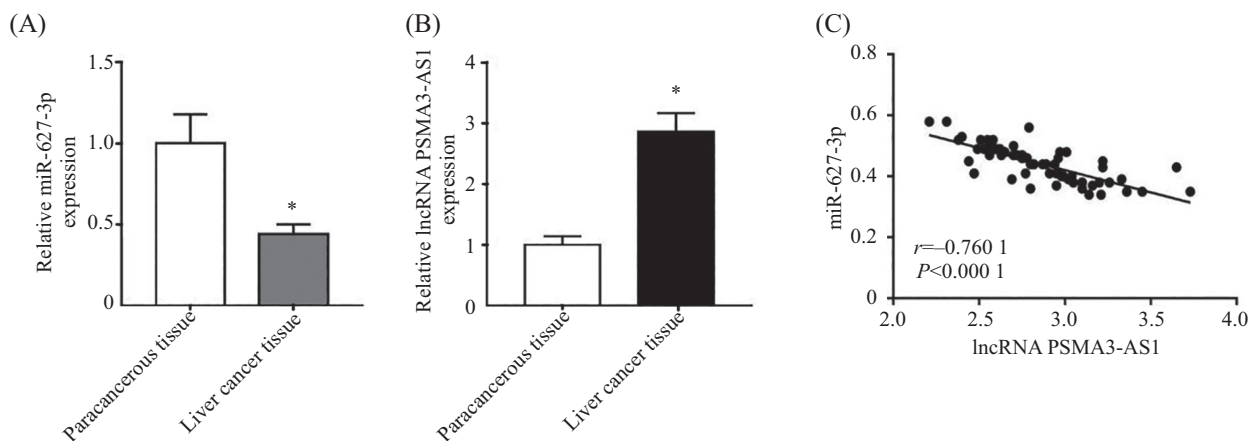 (A)
Relative miR-627-3p
expression
1.5
1.0
0.5
0
*
Paracancerous tissue
Liver cancer tissue
(B)
Relative lncRNA PSMA3-AS1
expression
4
3
2
1
0
*
Paracancerous tissue
Liver cancer tissue
(C)
miR-627-3p
0.8
0.6
0.4
0.2
0
r=–0.760 1
P<0.000 1
2.0 2.5 3.0 3.5 4.0
lncRNA PSMA3-AS1